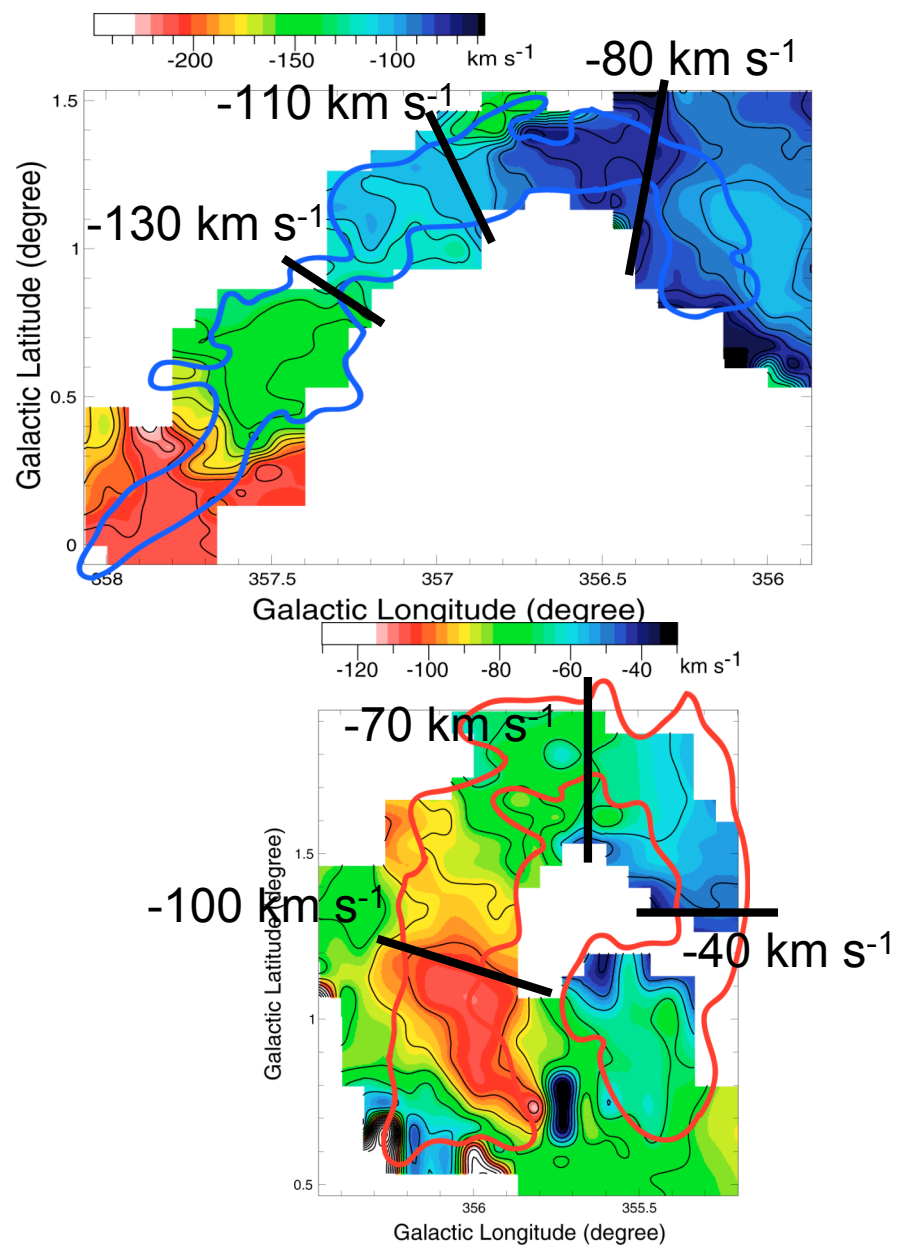 -200 -150 -100 km s-1
-80 km s-1
-110 km s-1
-130 km s-1
1.5
1
0.5
0
Galactic Latitude (degree)
358 357.5 357 356.5 356
Galactic Longitude (degree)
-120 -100 -80 -60 -40 km s-1
-70 km s-1
-100 km s-1
-40 km s-1
1.5
1
0.5
Galactic Latitude (degree)
356 355.5
Galactic Longitude (degree)